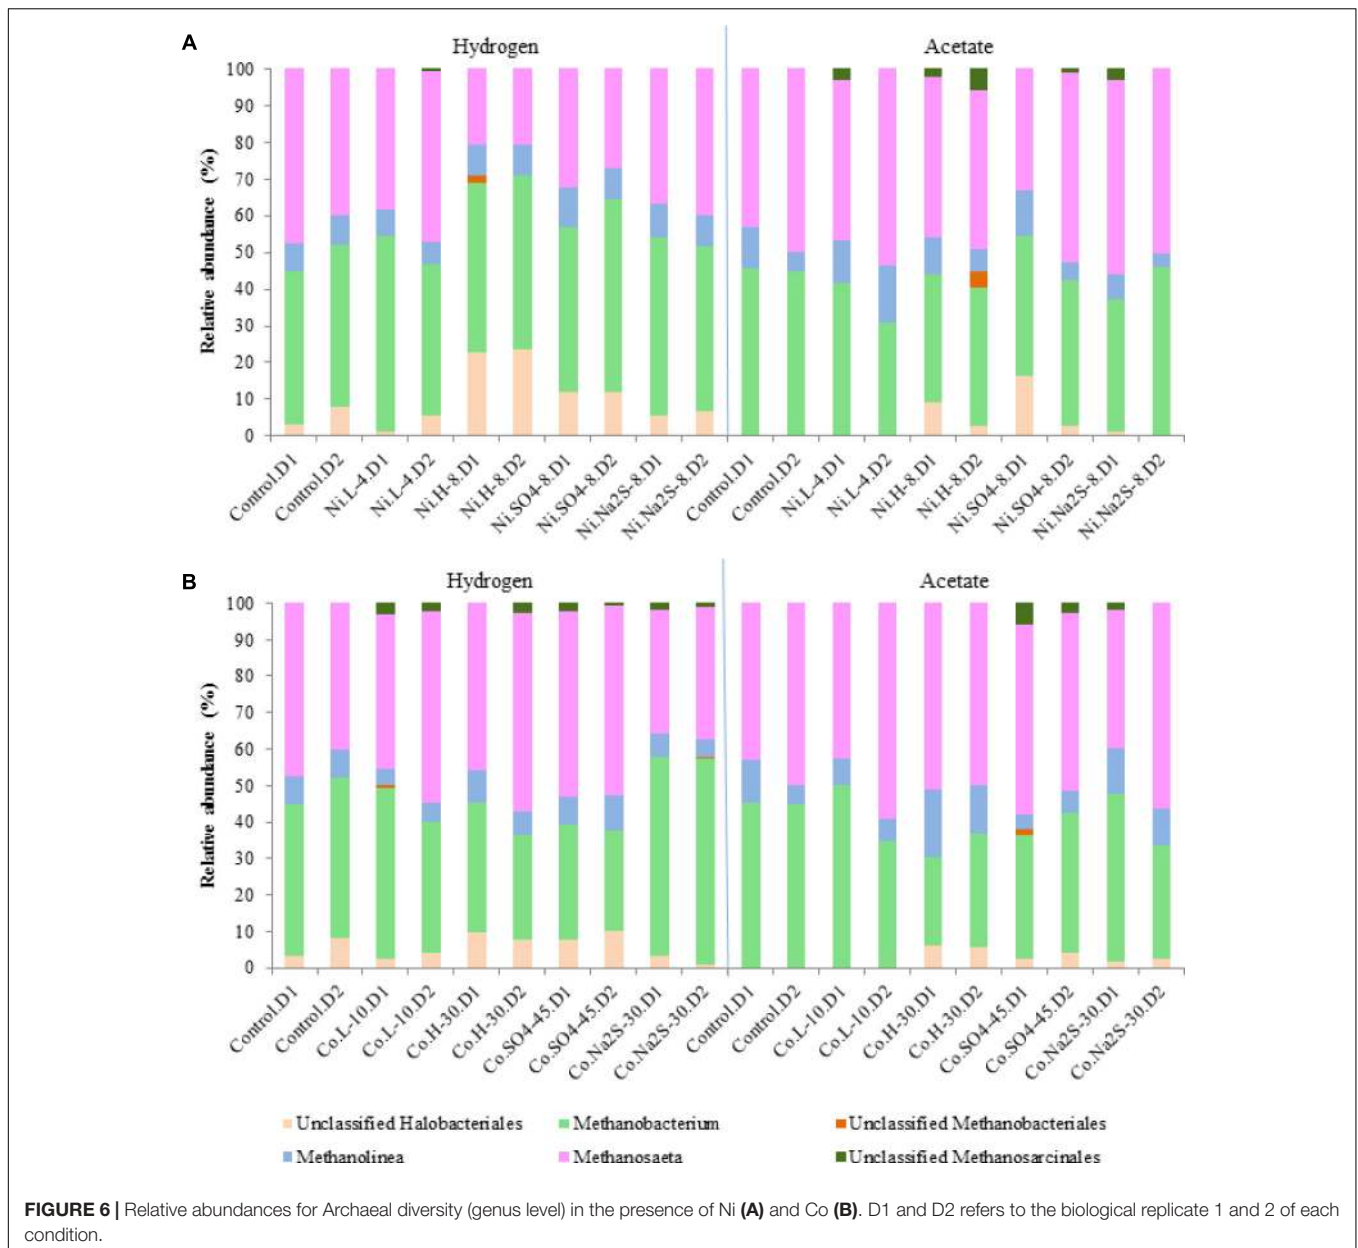 A
Hydrogen
Acetate
Relative abundance (%)
100
90
80
70
60
50
40
30
20
10
0
Control.D1
Control.D2
Ni.L-4.D1
Ni.L-4.D2
Ni.H-8.D1
Ni.H-8.D2
Ni.SO4-8.D1
Ni.SO4-8.D2
Ni.Na2S-8.D1
Ni.Na2S-8.D2
Control.D1
Control.D2
Ni.L-4.D1
Ni.L-4.D2
Ni.H-8.D1
Ni.H-8.D2
Ni.SO4-8.D1
Ni.SO4-8.D2
Ni.Na2S-8.D1
Ni.Na2S-8.D2
B
Hydrogen
Acetate
Relative abundance (%)
100
90
80
70
60
50
40
30
20
10
0
Control.D1
Control.D2
Co.L-10.D1
Co.L-10.D2
Co.H-30.D1
Co.H-30.D2
Co.SO4-45.D1
Co.SO4-45.D2
Co.Na2S-30.D1
Co.Na2S-30.D2
Control.D1
Control.D2
Co.L-10.D1
Co.L-10.D2
Co.H-30.D1
Co.H-30.D2
Co.SO4-45.D1
Co.SO4-45.D2
Co.Na2S-30.D1
Co.Na2S-30.D2
Unclassified Halobacteriales
Methanobacterium
Unclassified Methanobacteriales
Methanolinea
Methanosaeta
Unclassified Methanosarcinales
FIGURE 6 | Relative abundances for Archaeal diversity (genus level) in the presence of Ni (A) and Co (B). D1 and D2 refers to the biological replicate 1 and 2 of each
condition.